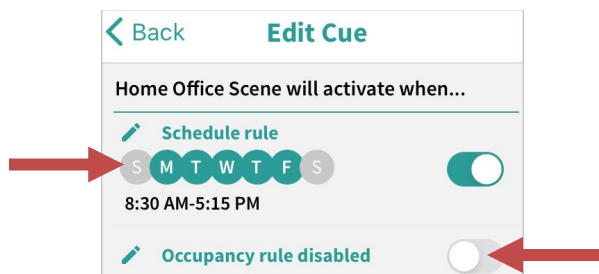 Back Edit Cue
Home Office Scene will activate when...
Schedule rule
S M T W T F S
8:30 AM-5:15 PM
Occupancy rule disabled